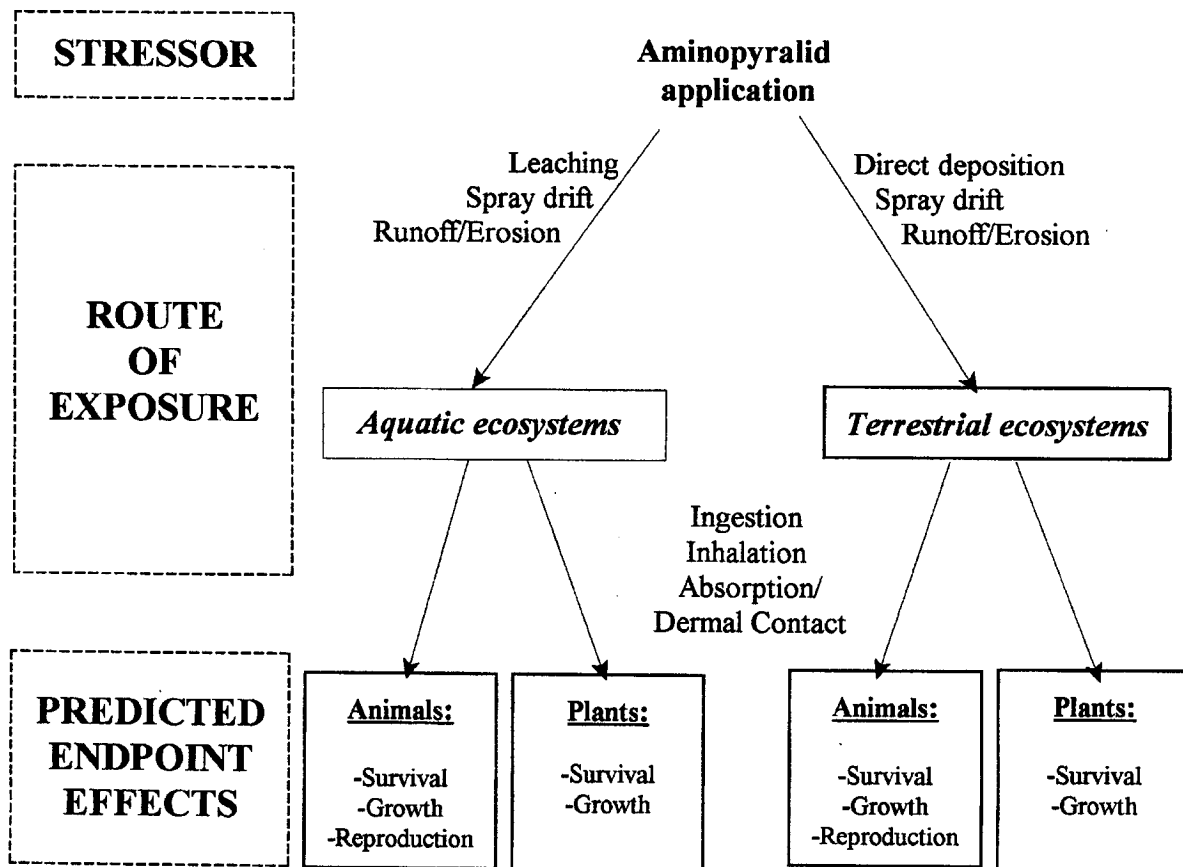 STRESSOR
Aminopyralid
application
Leaching
Spray drift
Runoff/Erosion
Direct deposition
Spray drift
Runoff/Erosion
ROUTE
OF
EXPOSURE
Aquatic ecosystems
Terrestrial ecosystems
Ingestion
Inhalation
Absorption/
Dermal Contact
PREDICTED
ENDPOINT
EFFECTS
Animals:
-Survival
-Growth
-Reproduction
Plants:
-Survival
-Growth
Animals:
-Survival
-Growth
-Reproduction
Plants:
-Survival
-Growth